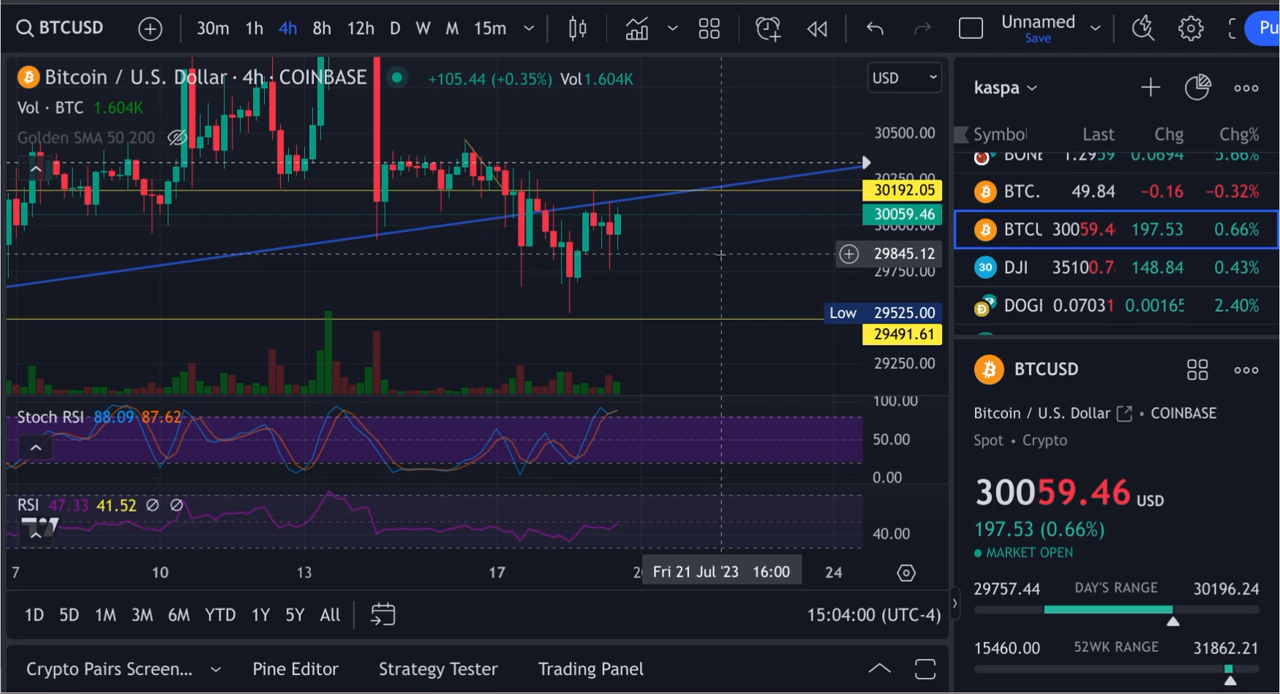 BTCUSD 30m 1h 4h 8h 12h D W M 15m Unnamed Save Pu
Bitcoin / U.S. Dollar · 4h · COINBASE +105.44 (+0.35%) Vol 1.604K USD
Vol · BTC 1.604K
Golden SMA 50 200
30500.00
30250.00
30192.05
30059.46
30000.00
29845.12
29750.00
Low 29525.00
29491.61
29250.00
100.00
Stoch RSI 88.09 87.62
50.00
0.00
RSI 47.33 41.52 ∅ ∅
40.00
7 10 13 17 Fri 21 Jul '23 16:00 24
1D 5D 1M 3M 6M YTD 1Y 5Y All 15:04:00 (UTC-4)
Crypto Pairs Screen... Pine Editor Strategy Tester Trading Panel
kaspa
Symbol Last Chg Chg%
BONE 1.2959 0.0694 5.66%
BTC. 49.84 −0.16 −0.32%
BTCU 30059.4 197.53 0.66%
30 DJI 35100.7 148.84 0.43%
DOGI 0.07031 0.00165 2.40%
BTCUSD
Bitcoin / U.S. Dollar • COINBASE
Spot • Crypto
30059.46 USD
197.53 (0.66%)
MARKET OPEN
29757.44 DAY'S RANGE 30196.24
15460.00 52WK RANGE 31862.21